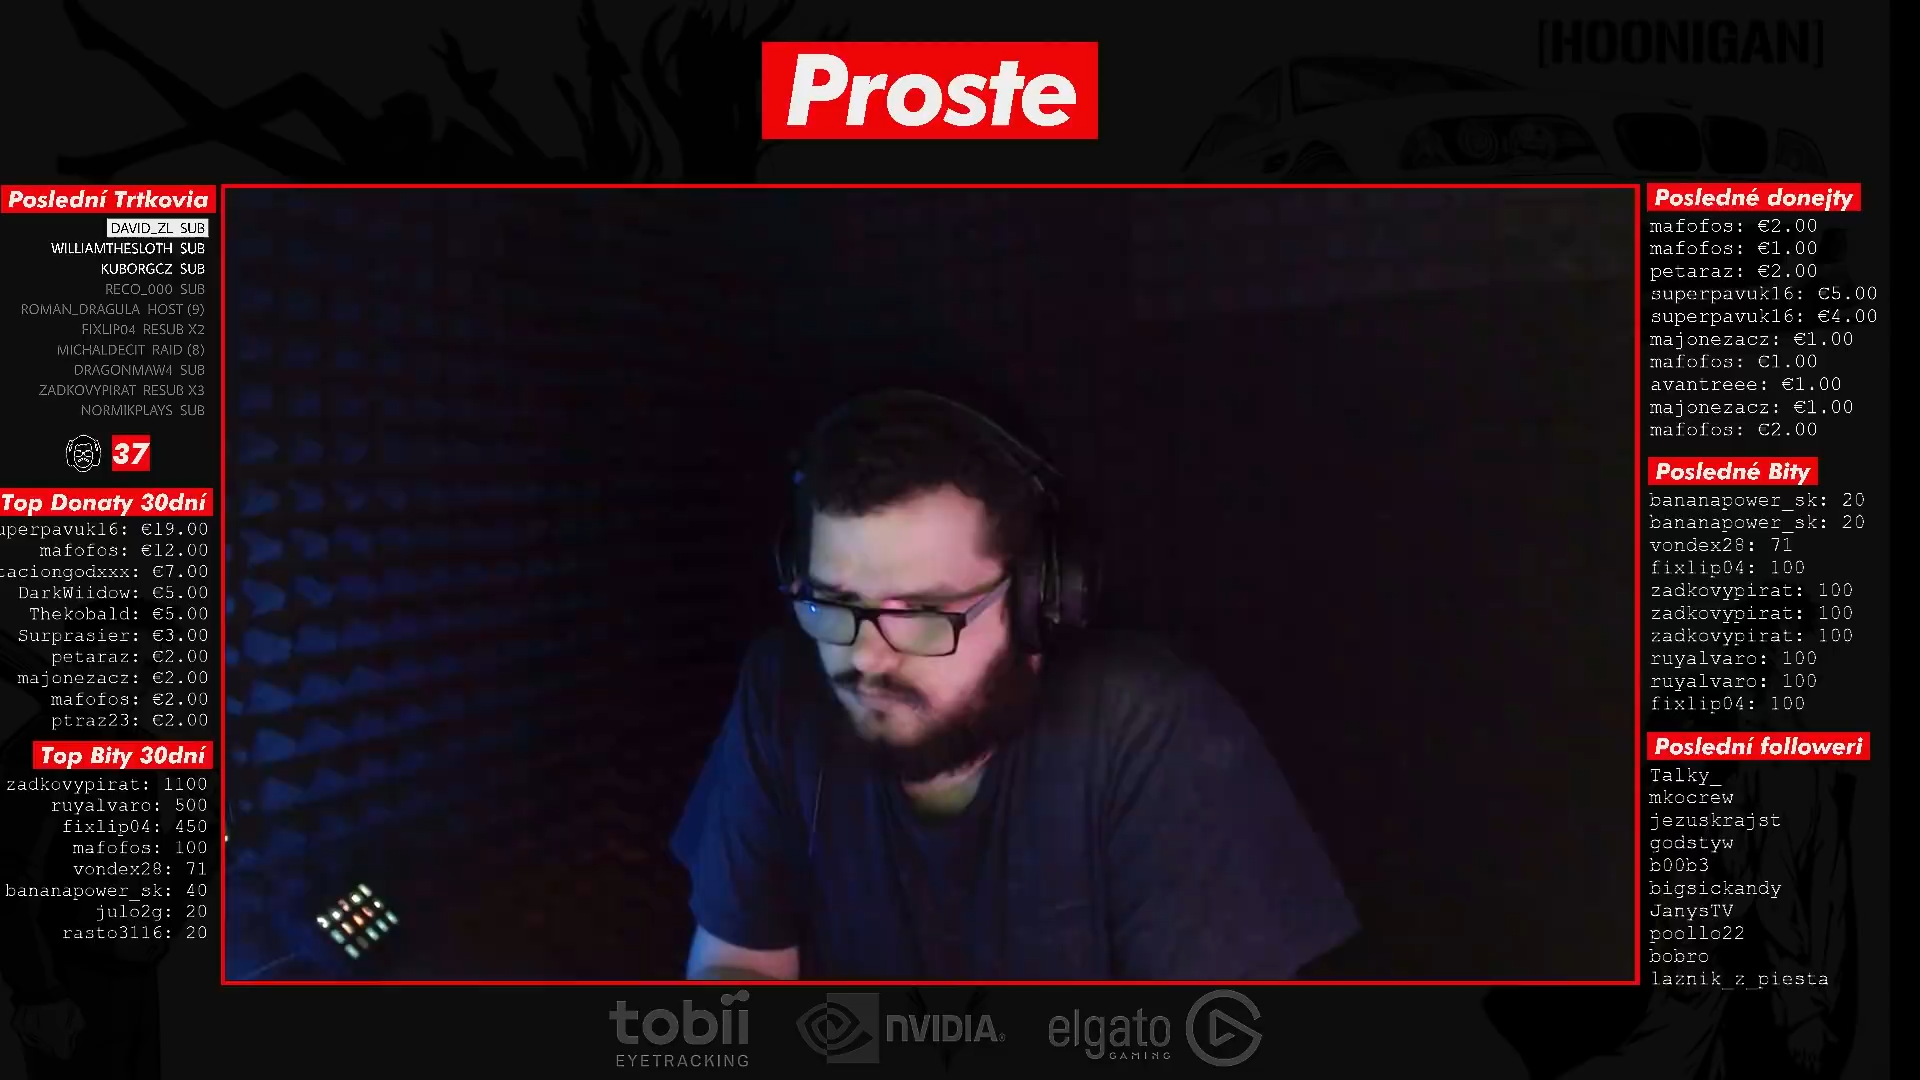 [HOONIGAN]
Proste
Poslední Trtkovia
DAVID_ZL SUB
WILLIAMTHESLOTH SUB
KUBORGCZ SUB
RECO_000 SUB
ROMAN_DRAGULA HOST (9)
FIXLIP04 RESUB X2
MICHALDECIT RAID (8)
DRAGONMAW4 SUB
ZADKOVYPIRAT RESUB X3
NORMIKPLAYS SUB
37
Top Donaty 30dní
uperpavuk16: €19.00
mafofos: €12.00
taciongodxxx: €7.00
DarkWiidow: €5.00
Thekobald: €5.00
Surprasier: €3.00
petaraz: €2.00
majonezacz: €2.00
mafofos: €2.00
ptraz23: €2.00
Top Bity 30dní
zadkovypirat: 1100
ruyalvaro: 500
fixlip04: 450
mafofos: 100
vondex28: 71
bananapower_sk: 40
julo2g: 20
rasto3116: 20
Posledné donejty
mafofos: €2.00
mafofos: €1.00
petaraz: €2.00
superpavuk16: €5.00
superpavuk16: €4.00
majonezacz: €1.00
mafofos: €1.00
avantreee: €1.00
majonezacz: €1.00
mafofos: €2.00
Posledné Bity
bananapower_sk: 20
bananapower_sk: 20
vondex28: 71
fixlip04: 100
zadkovypirat: 100
zadkovypirat: 100
zadkovypirat: 100
ruyalvaro: 100
ruyalvaro: 100
fixlip04: 100
Poslední followeri
Talky_
mkocrew
jezuskrajst
godstyw
b00b3
bigsickandy
JanysTV
poollo22
bobro
laznik_z_piesta
tobii
EYETRACKING
NVIDIA.
elgato
GAMING